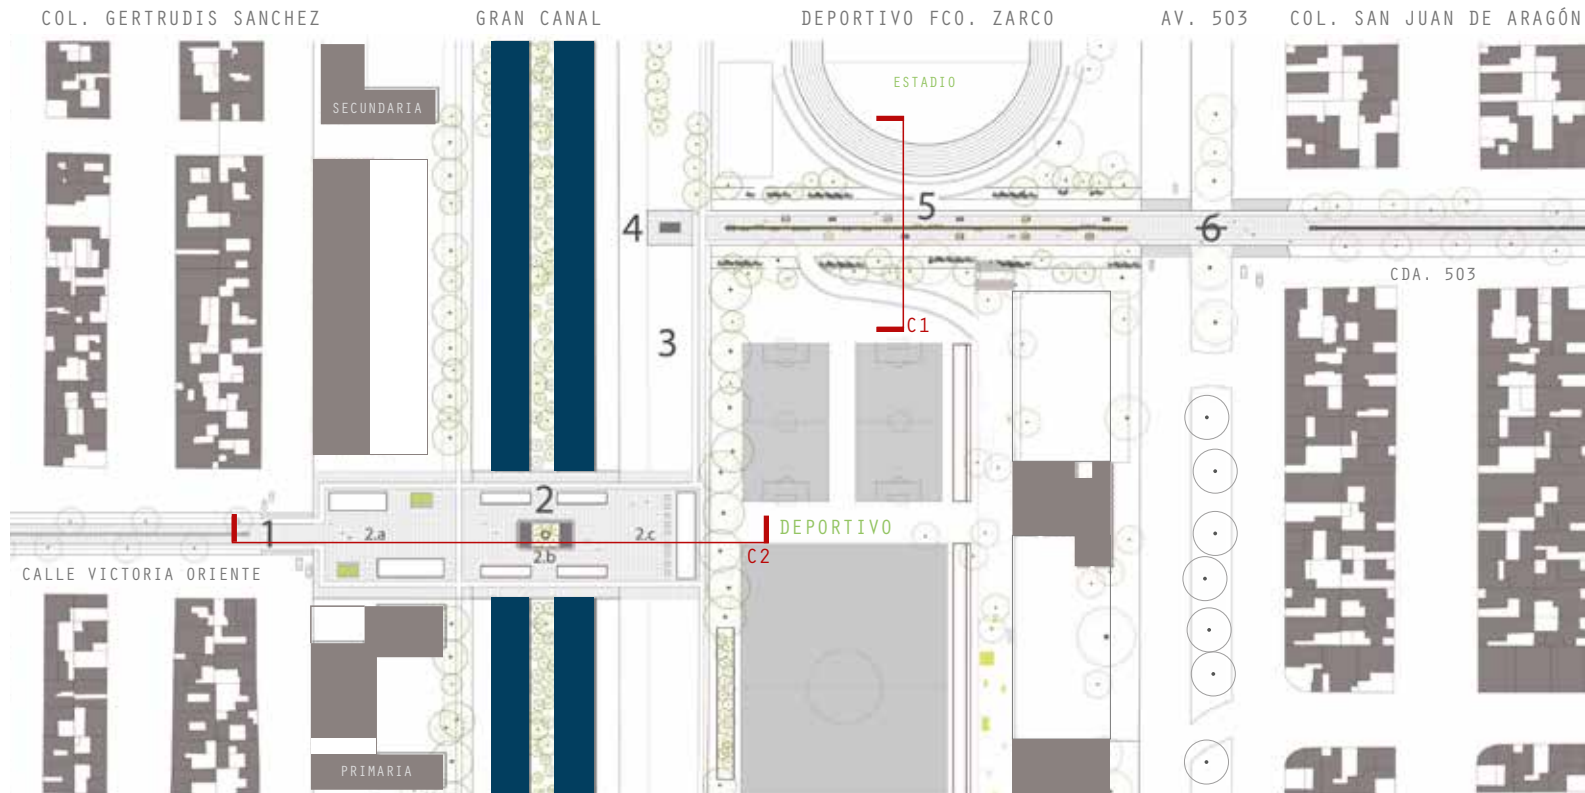 COL. GERTRUDIS SANCHEZ
GRAN CANAL
DEPORTIVO FCO. ZARCO
AV. 503
COL. SAN JUAN DE ARAGÓN
ESTADIO
SECUNDARIA
4
5
6
CDA. 503
C1
3
2
1
2.a
2.c
DEPORTIVO
2.b
C2
CALLE VICTORIA ORIENTE
PRIMARIA